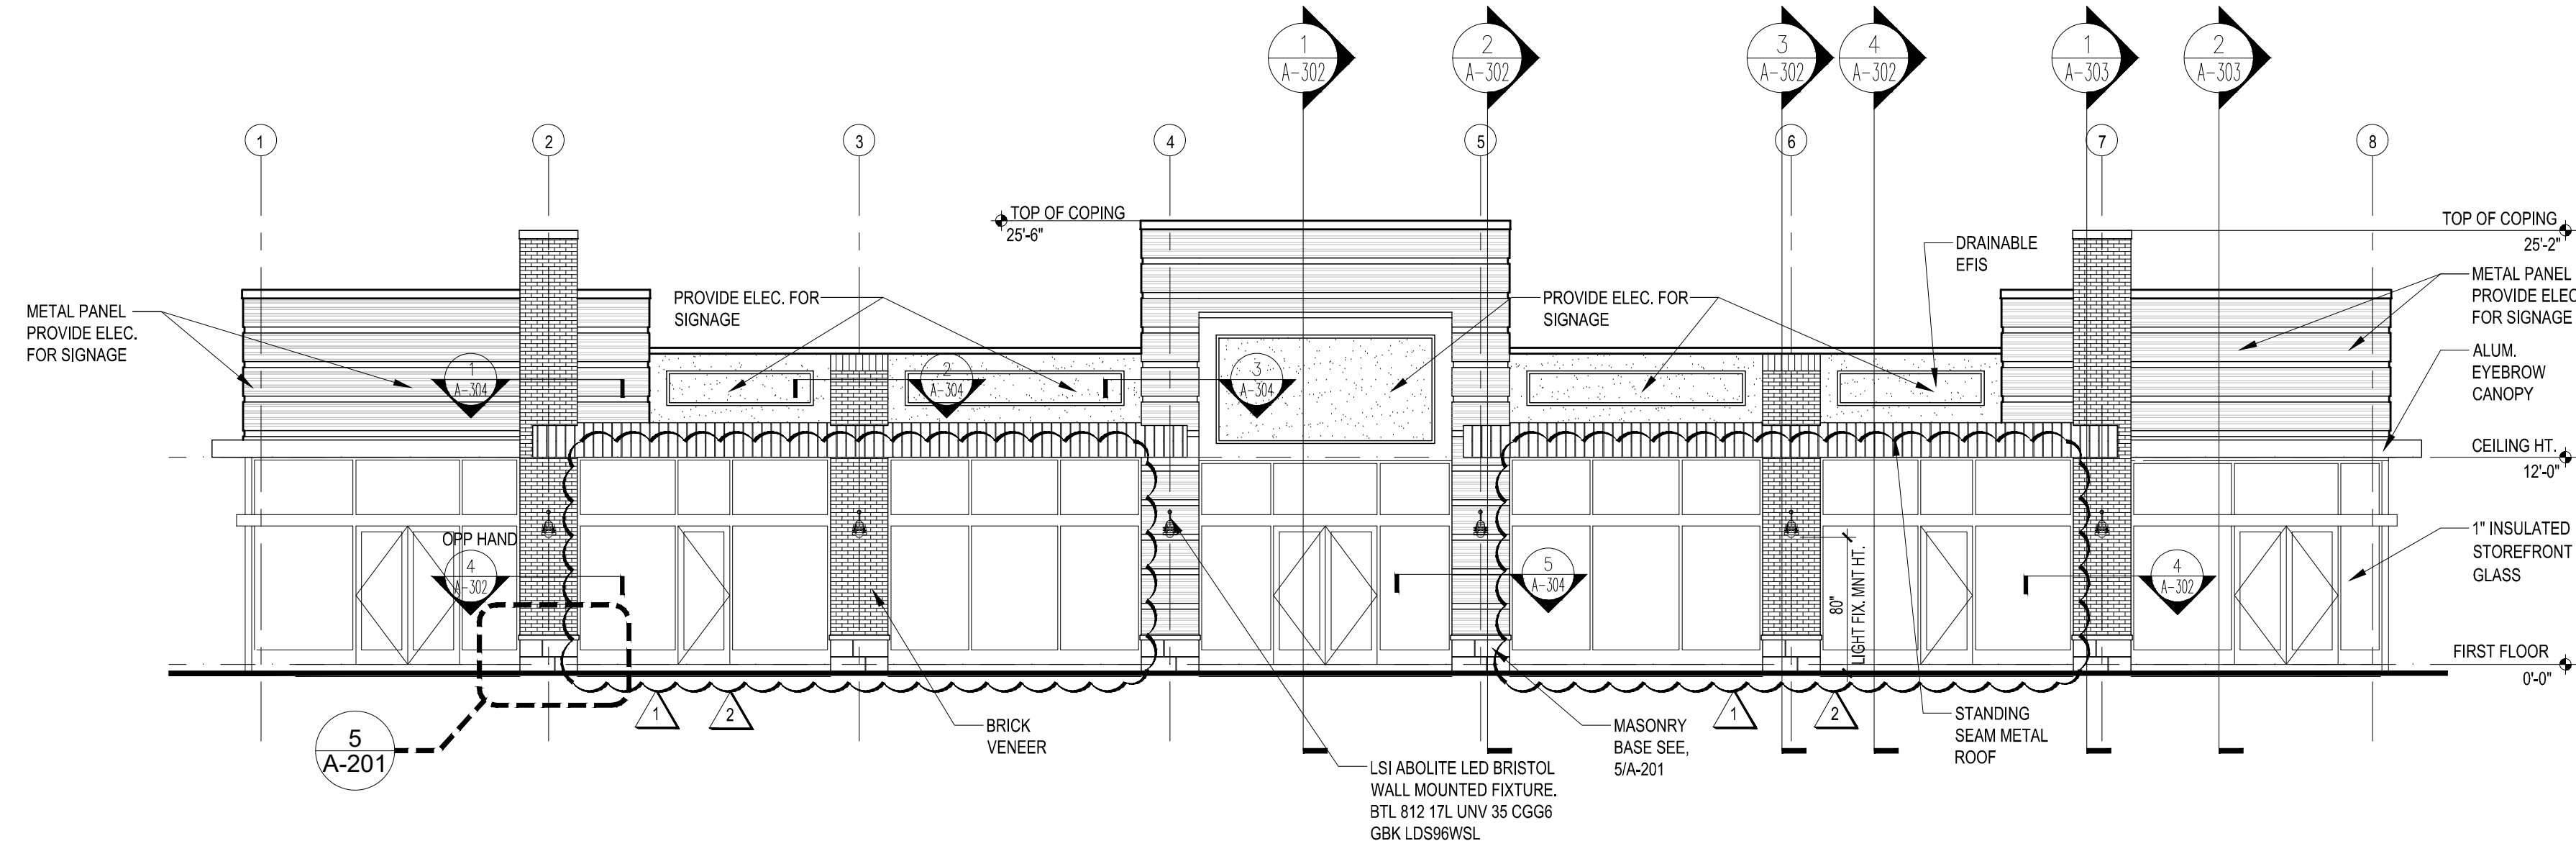 1
A-302
2
A-302
3
A-302
4
A-302
1
A-303
2
A-303
1
2
3
4
5
6
7
8
TOP OF COPING
25'-6"
TOP OF COPING
25'-2"
DRAINABLE
EFIS
METAL PANEL
PROVIDE ELEC.
FOR SIGNAGE
PROVIDE ELEC. FOR
SIGNAGE
PROVIDE ELEC. FOR
SIGNAGE
METAL PANEL
PROVIDE ELEC
FOR SIGNAGE
ALUM.
EYEBROW
CANOPY
1
A-304
2
A-304
3
A-304
CEILING HT.
12'-0"
OPP HAND
4
A-302
5
A-304
80"
LIGHT FIX. MNT HT.
4
A-302
1" INSULATED
STOREFRONT
GLASS
FIRST FLOOR
0'-0"
5
A-201
1
2
BRICK
VENEER
LSI ABOLITE LED BRISTOL
WALL MOUNTED FIXTURE.
BTL 812 17L UNV 35 CGG6
GBK LDS96WSL
MASONRY
BASE SEE,
5/A-201
1
2
STANDING
SEAM METAL
ROOF